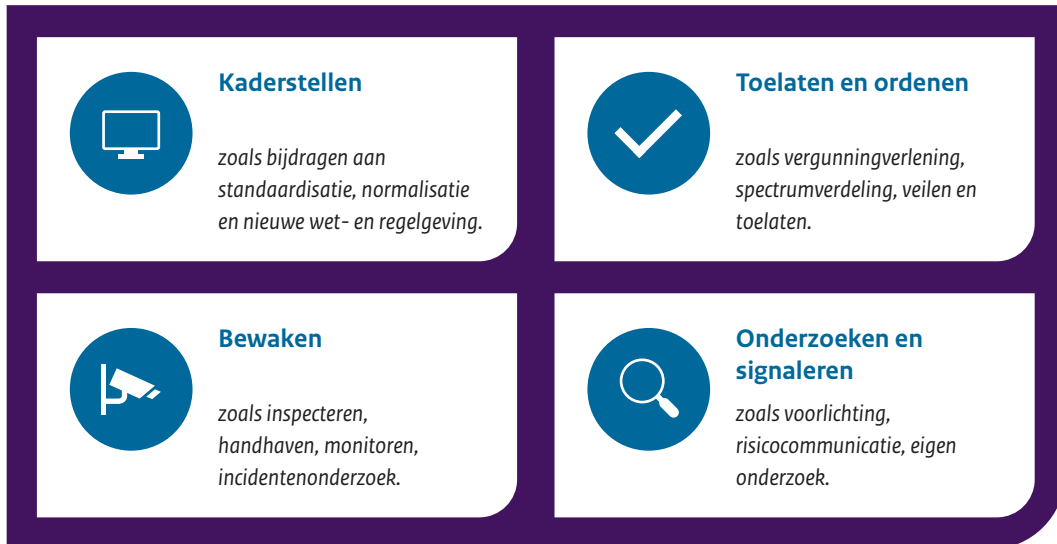 Kaderstellen
zoals bijdragen aan
standaardisatie, normalisatie
en nieuwe wet- en regelgeving.
Toelaten en ordenen
zoals vergunningverlening,
spectrumverdeling, veilen en
toelaten.
Bewaken
zoals inspecteren,
handhaven, monitoren,
incidentenonderzoek.
Onderzoeken en
signaleren
zoals voorlichting,
risicocommunicatie, eigen
onderzoek.